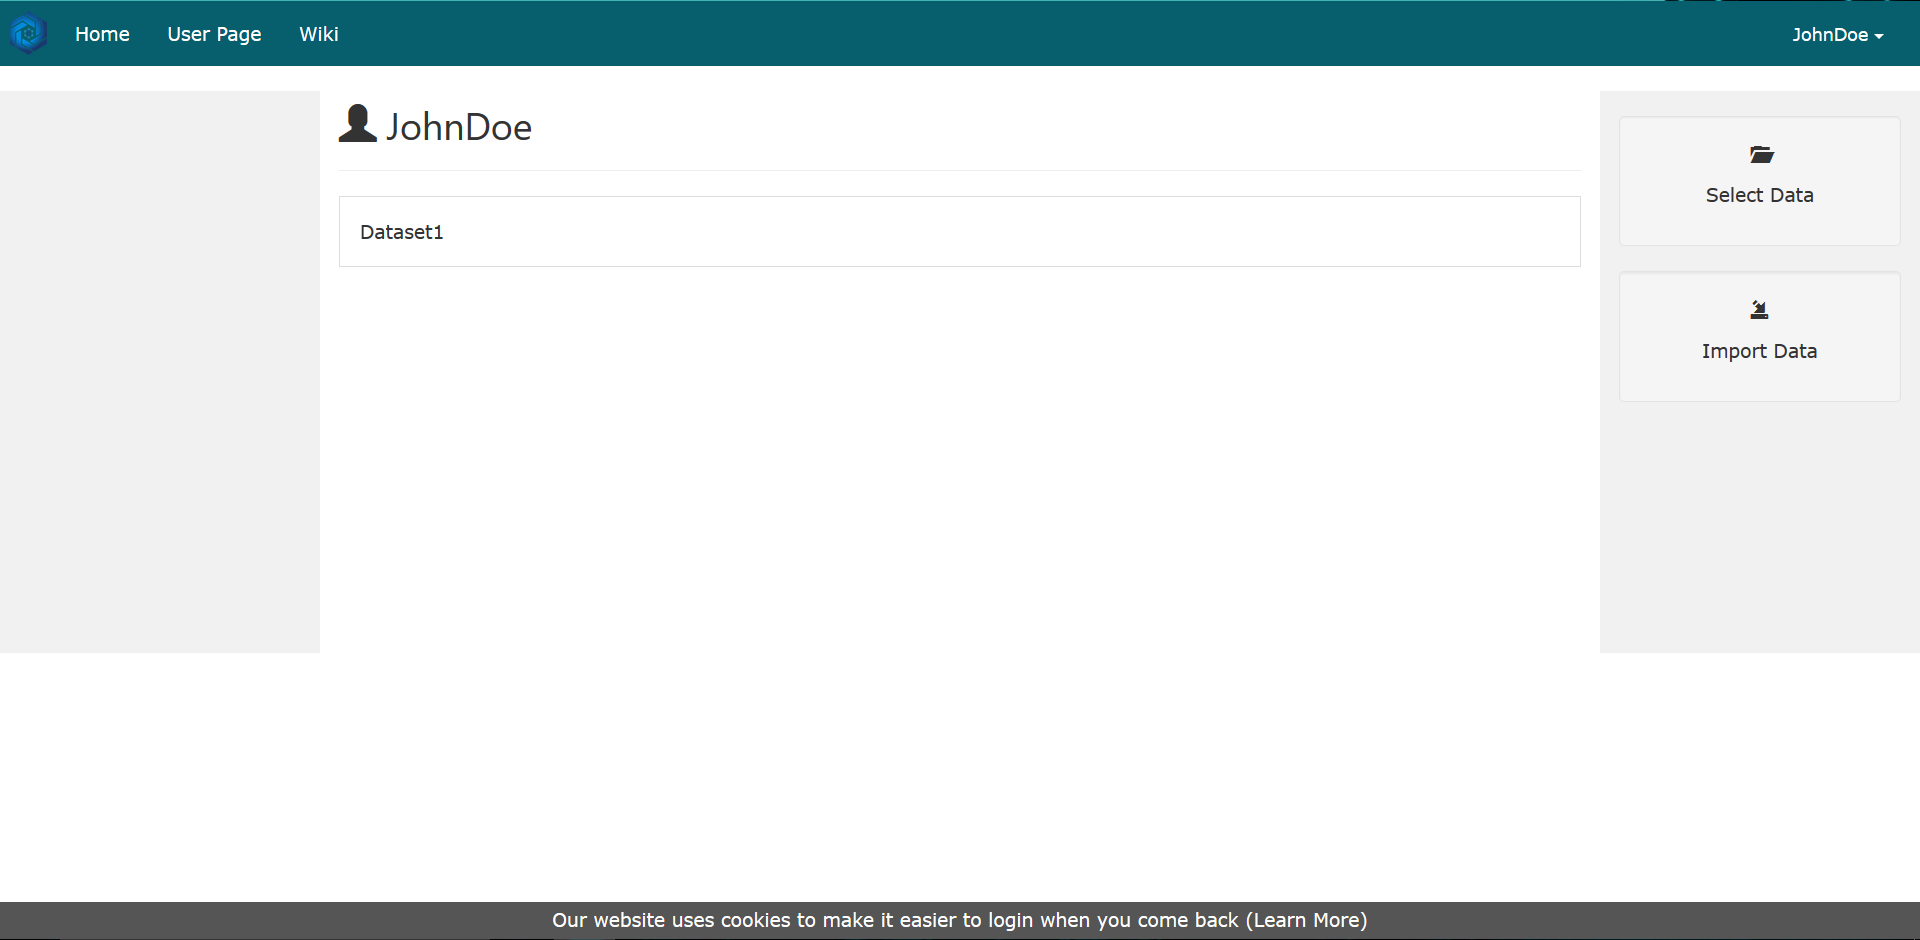 Home User Page Wiki JohnDoe
JohnDoe
Dataset1
Select Data
Import Data
Our website uses cookies to make it easier to login when you come back (Learn More)